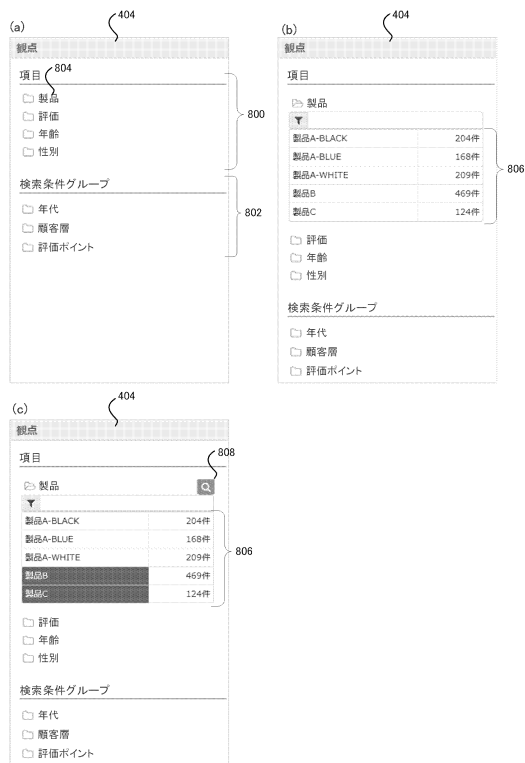 (a)
404
観点
項目
804
製品
評価
年齢
性別
800
検索条件グループ
年代
顧客層
評価ポイント
802
(b)
404
観点
項目
製品
製品A-BLACK 204件
製品A-BLUE 168件
製品A-WHITE 209件
製品B 469件
製品C 124件
806
評価
年齢
性別
検索条件グループ
年代
顧客層
評価ポイント
(c)
404
観点
項目
808
製品
製品A-BLACK 204件
製品A-BLUE 168件
製品A-WHITE 209件
製品B 469件
製品C 124件
806
評価
年齢
性別
検索条件グループ
年代
顧客層
評価ポイント